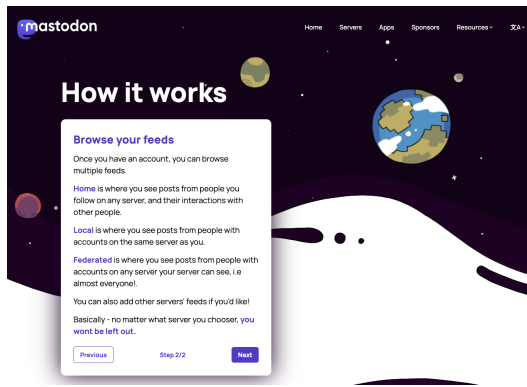 mastodon
Home Servers Apps Sponsors Resources 文A
How it works
Browse your feeds
Once you have an account, you can browse
multiple feeds.
Home is where you see posts from people you
follow on any server, and their interactions with
other people.
Local is where you see posts from people with
accounts on the same server as you.
Federated is where you see posts from people with
accounts on any server your server can see, i.e
almost everyone!.
You can also add other servers' feeds if you'd like!
Basically - no matter what server you chooser, you
wont be left out.
Previous Step 2/2 Next